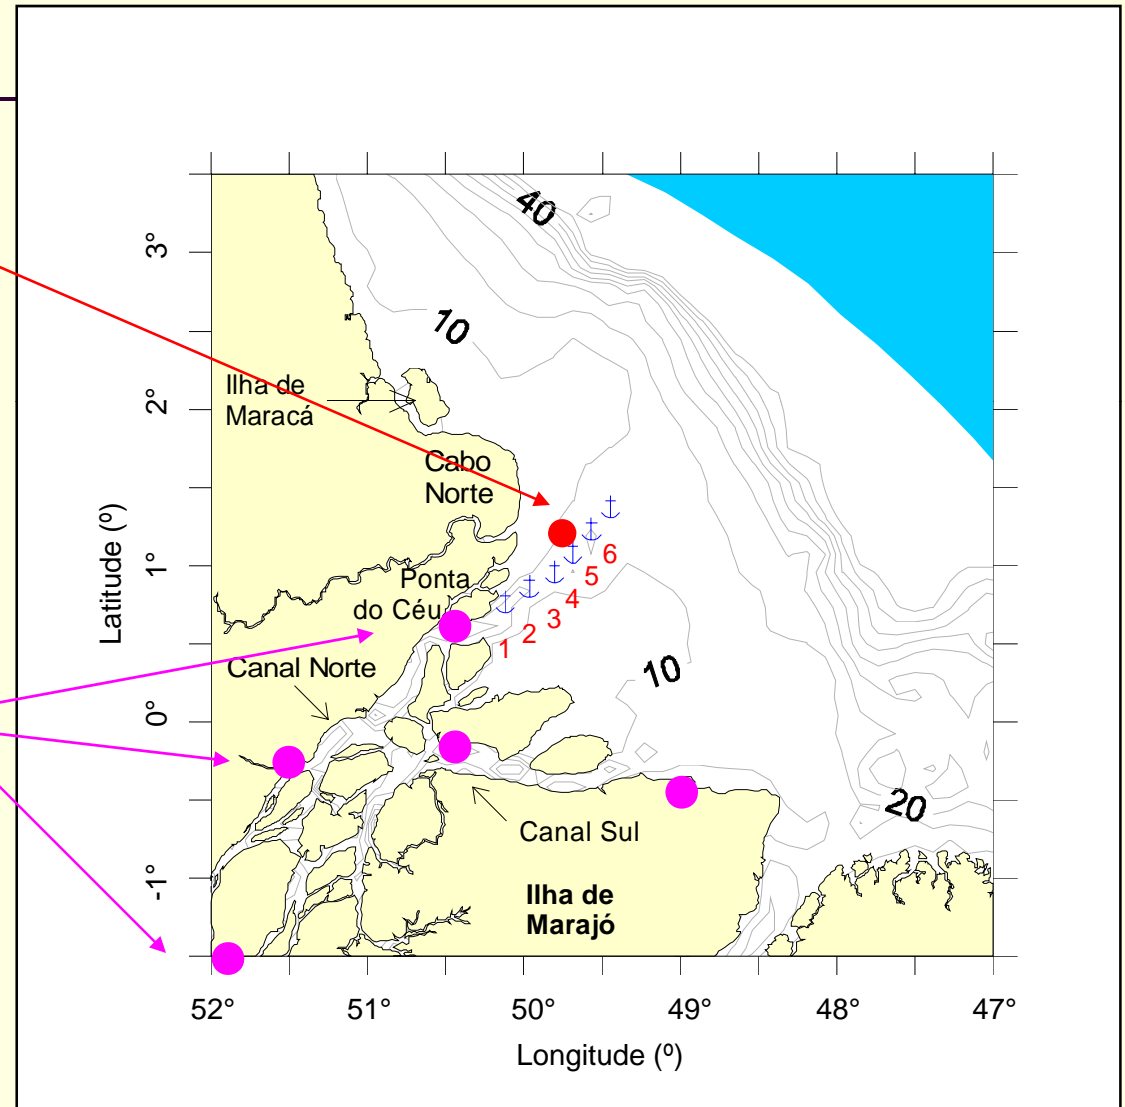 40
3°
10
Ilha de
Maracá
2°
Cabo
Norte
6
1°
Ponta
do Céu
5
4
3
2
1
Latitude (º)
Canal Norte
10
0°
20
Canal Sul
-1°
Ilha de
Marajó
52°
51°
50°
49°
48°
47°
Longitude (º)